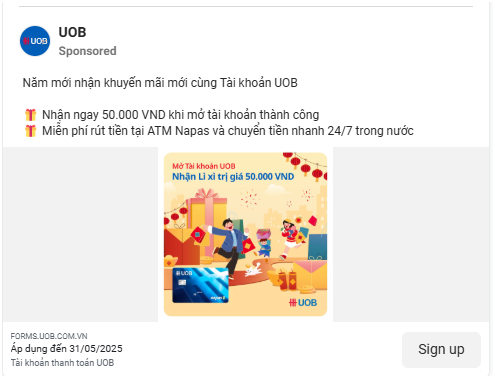 UOB
UOB
Sponsored
Năm mới nhận khuyến mãi mới cùng Tài khoản UOB
Nhận ngay 50.000 VND khi mở tài khoản thành công
Miễn phí rút tiền tại ATM Napas và chuyển tiền nhanh 24/7 trong nước
Mở Tài khoản UOB
Nhận Lì xì trị giá 50.000 VND
UOB
UOB
FORMS.UOB.COM.VN
Áp dụng đến 31/05/2025
Tài khoản thanh toán UOB
Sign up